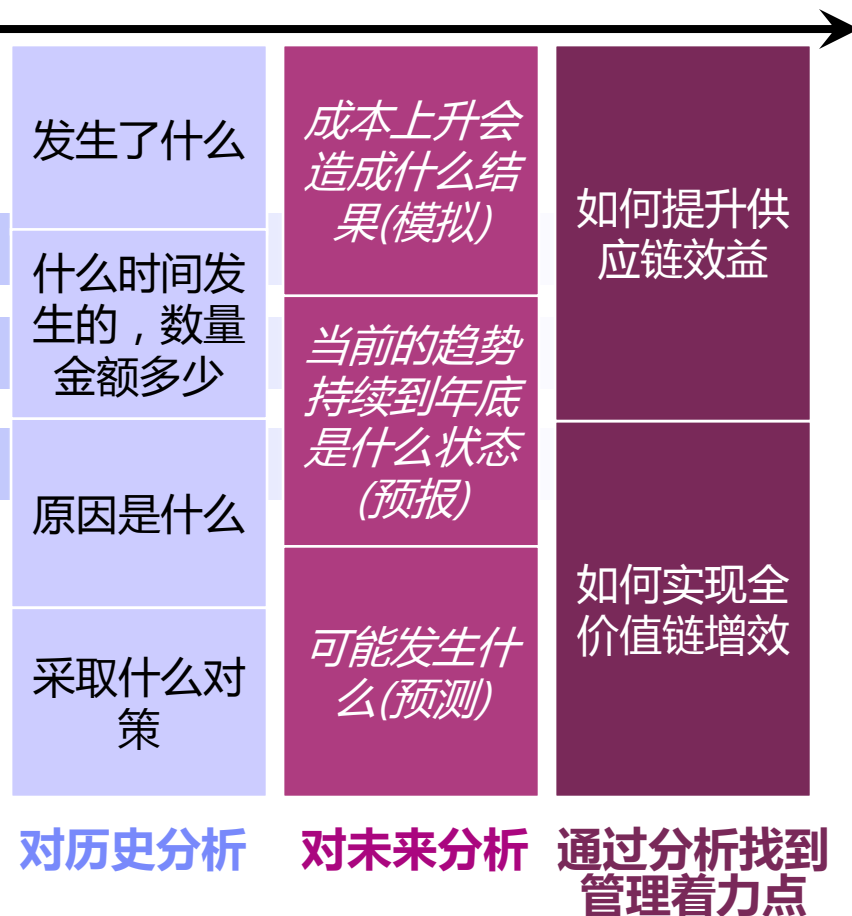 发生了什么
什么时间发
生的，数量
金额多少
原因是什么
采取什么对
策
对历史分析
成本上升会
造成什么结
果(模拟)
当前的趋势
持续到年底
是什么状态
(预报)
可能发生什
么(预测)
对未来分析
如何提升供
应链效益
如何实现全
价值链增效
通过分析找到
管理着力点